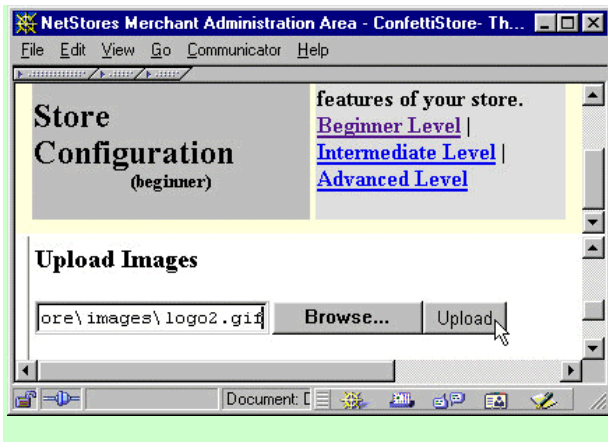 NetStores Merchant Administration Area - ConfettiStore- Th...
File Edit View Go Communicator Help
features of your store.
Store Configuration
(beginner)
Beginner Level |
Intermediate Level |
Advanced Level
Upload Images
ore\images\logo2.gif Browse... Upload
Document: D